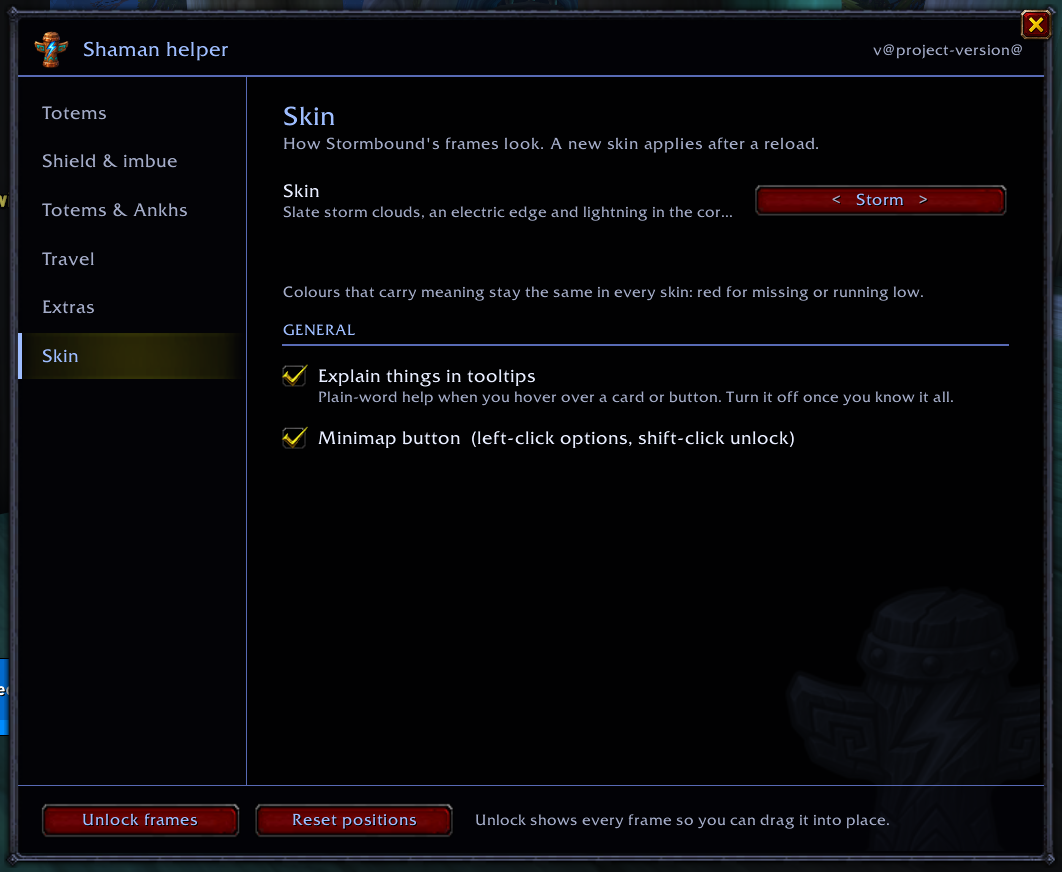 Shaman helper
v@project-version@
Totems
Shield & imbue
Totems & Ankhs
Travel
Extras
Skin
Skin
How Stormbound's frames look. A new skin applies after a reload.
Skin
Slate storm clouds, an electric edge and lightning in the cor...
< Storm >
Colours that carry meaning stay the same in every skin: red for missing or running low.
GENERAL
Explain things in tooltips
Plain-word help when you hover over a card or button. Turn it off once you know it all.
Minimap button (left-click options, shift-click unlock)
Unlock frames
Reset positions
Unlock shows every frame so you can drag it into place.